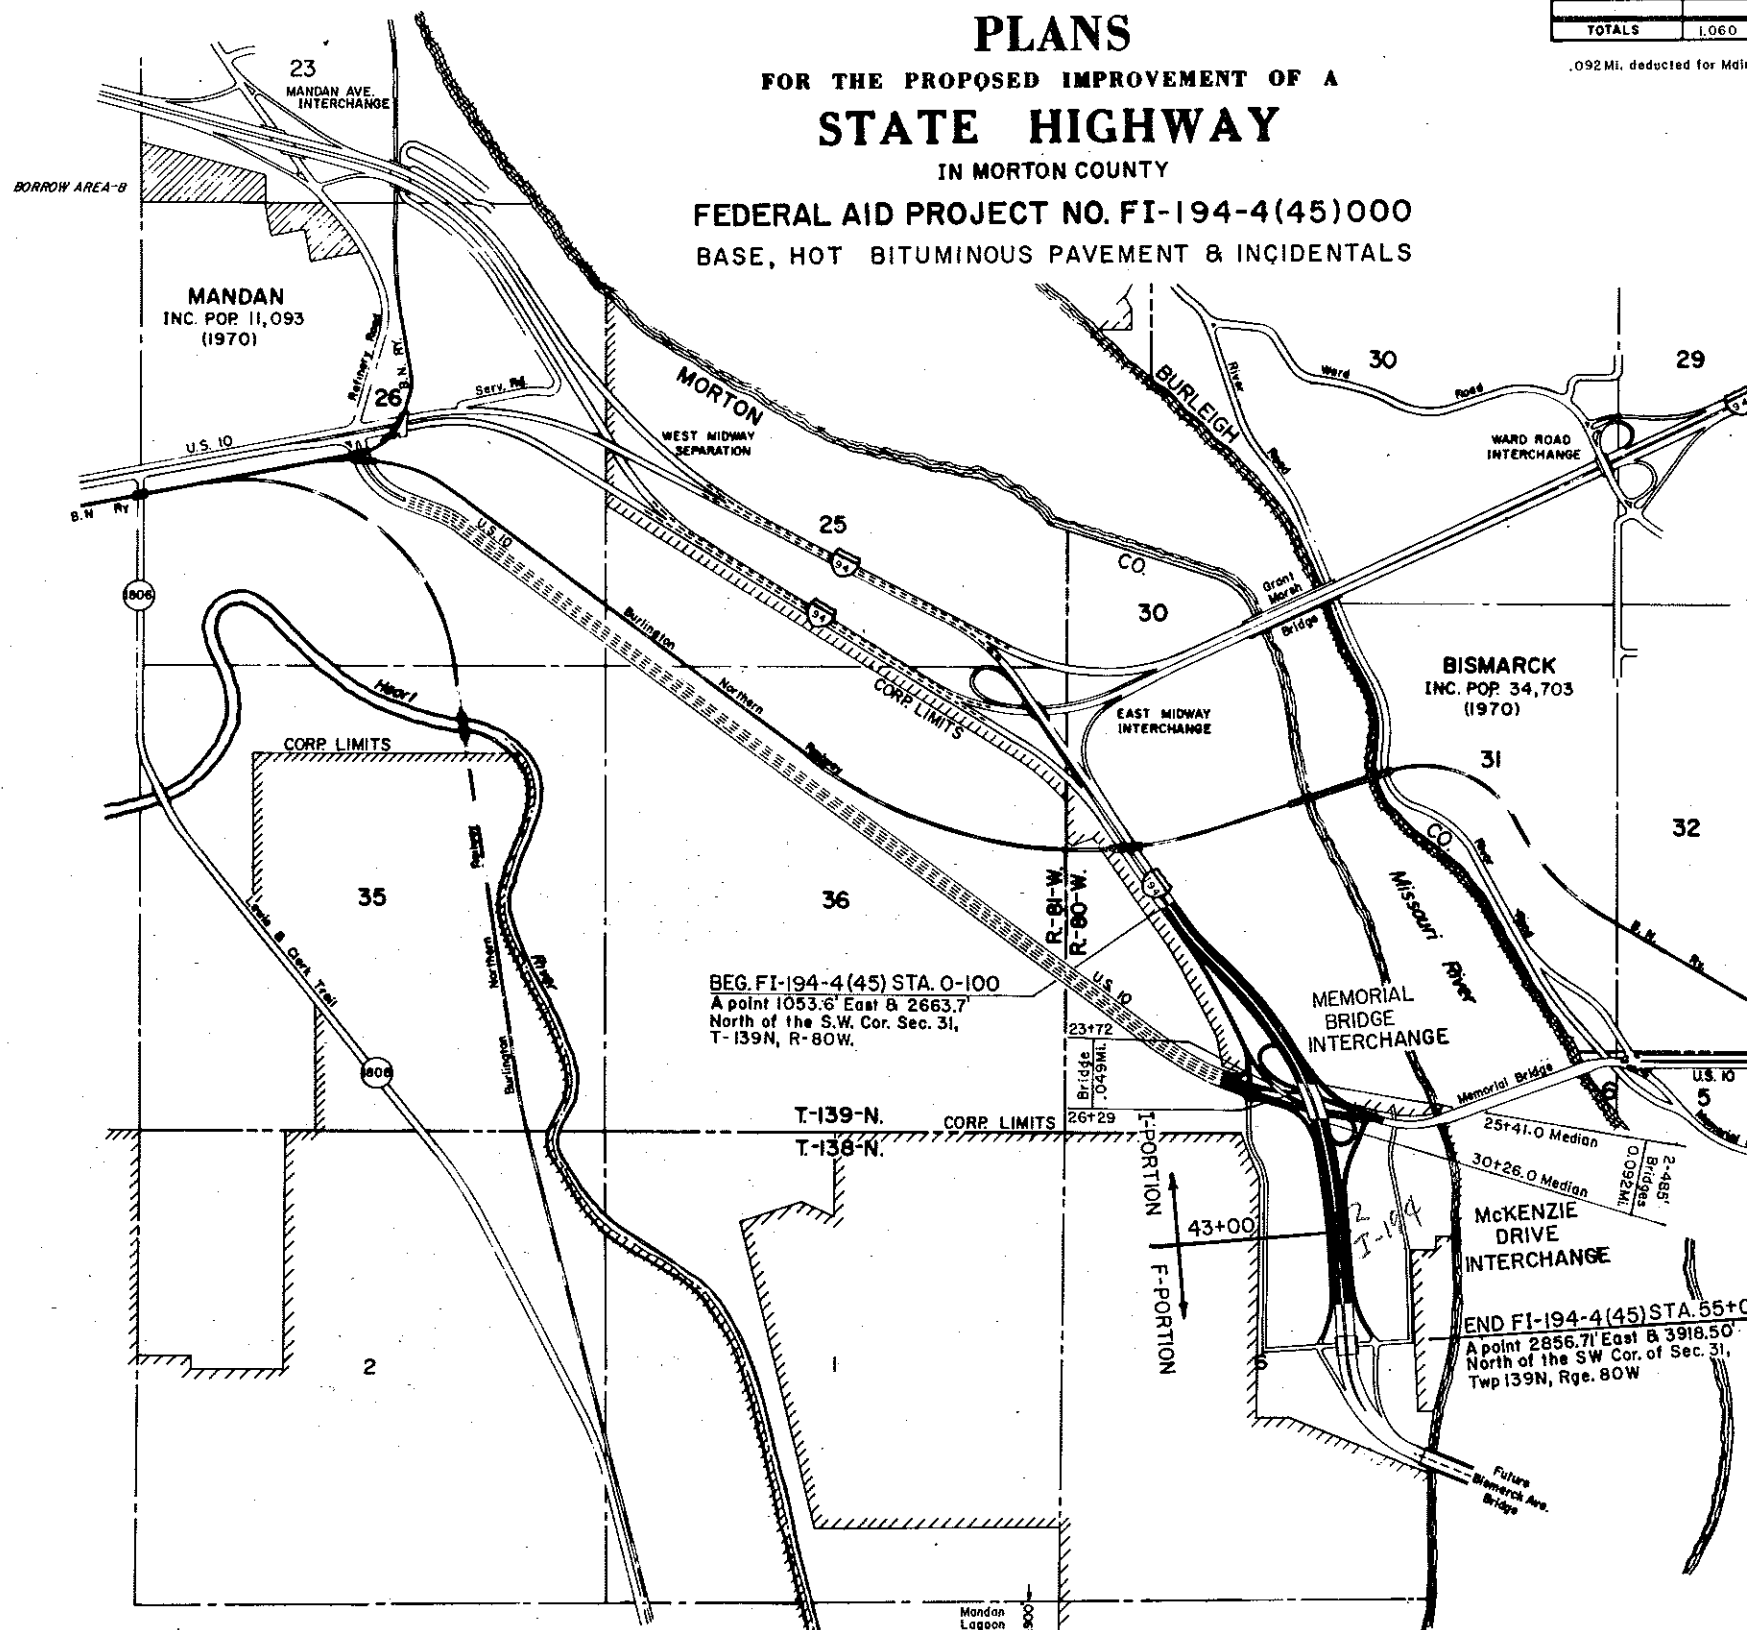 PLANS
FOR THE PROPOSED IMPROVEMENT OF A
STATE HIGHWAY
IN MORTON COUNTY
FEDERAL AID PROJECT NO. FI-194-4(45)000
BASE, HOT BITUMINOUS PAVEMENT & INCIDENTALS
TOTALS 1.060
.092 Mi. deducted for
23
MANDAN AVE.
INTERCHANGE
BORROW AREA-B
MANDAN
INC. POP. 11,093
(1970)
Refinery Road
B.N. RY.
26
Serv. Rd.
U.S. 10
B.N. Ry
1806
MORTON
WEST MIDWAY
SEPARATION
25
94
94
U.S. 10
Burlington
Northern
Railway
CO.
30
BURLEIGH
River
Road
30
29
Ward
Road
WARD ROAD
INTERCHANGE
94
Grant
Marsh
Bridge
BISMARCK
INC. POP. 34,703
(1970)
EAST MIDWAY
INTERCHANGE
CORP. LIMITS
31
32
Heart
CORP. LIMITS
Railway
35
36
R.-81-W.
R.-80-W.
194
CO.
River
Road
B.N.
Ry.
Missouri
River
Lewis & Clark Trail
Northern
River
Burlington
1806
BEG. FI-194-4(45) STA. 0-100
A point 1053.6' East & 2663.7'
North of the S.W. Cor. Sec. 31,
T-139N, R-80W.
U.S. 10
23+72
Bridge
.049Mi.
26+29
MEMORIAL
BRIDGE
INTERCHANGE
Memorial Bridge
U.S. 10
6
5
Memorial
T.-139-N.
CORP. LIMITS
T.-138-N.
I-PORTION
43+00
F-PORTION
2
I-194
25+41.0 Median
30+26.0 Median
2-485'
Bridges
0.092Mi.
McKENZIE
DRIVE
INTERCHANGE
END FI-194-4(45) STA. 55+0
A point 2856.71' East & 3918.50'
North of the SW Cor. of Sec. 31,
Twp 139N, Rge. 80W
2
1
6
Future
Bismarck Ave.
Bridge
Mandan
Lagoon